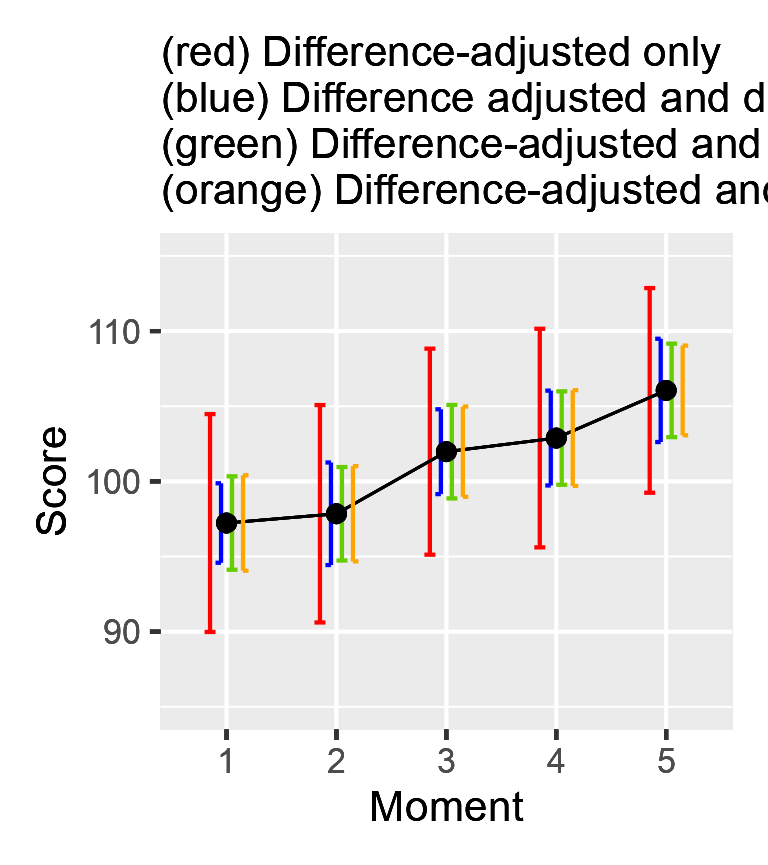 (red) Difference-adjusted only
(blue) Difference adjusted and d
(green) Difference-adjusted and
(orange) Difference-adjusted and
110
100
90
Score
1 2 3 4 5
Moment